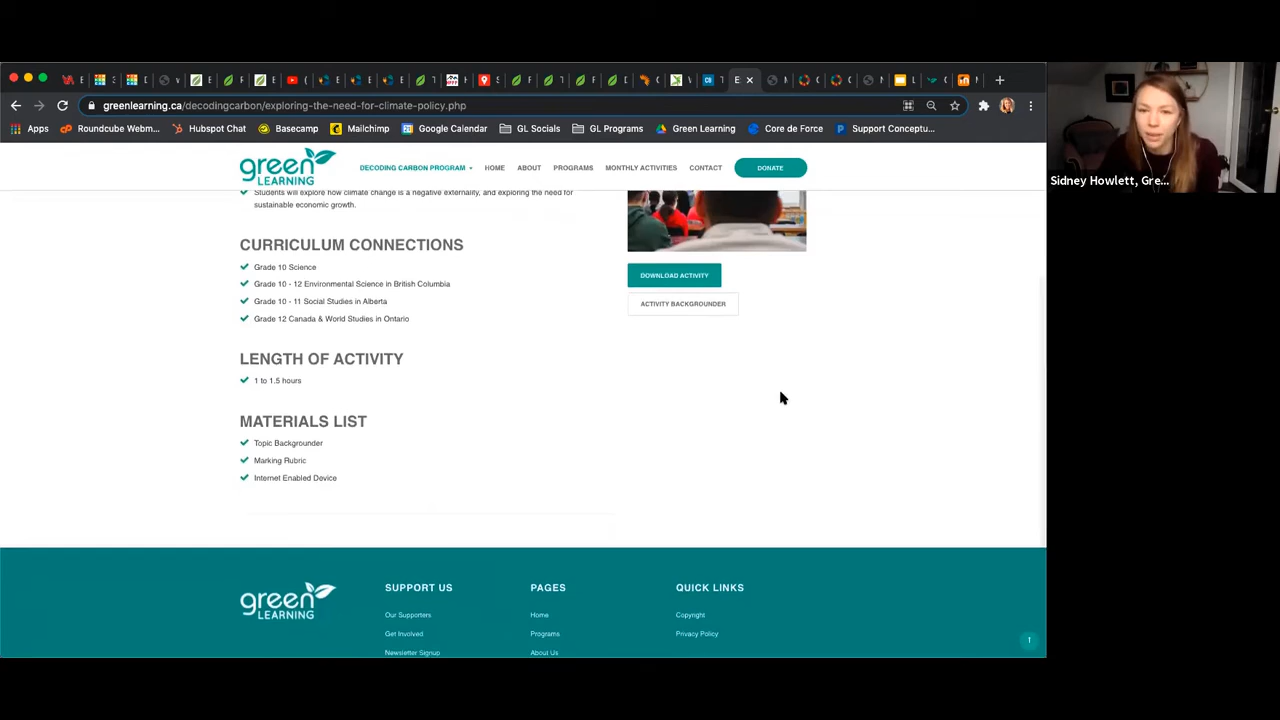 greenlearning.ca/decodingcarbon/exploring-the-need-for-climate-policy.php
Apps Roundcube Webm... Hubspot Chat Basecamp Mailchimp Google Calendar GL Socials GL Programs Green Learning Core de Force Support Conceptu...
green LEARNING
DECODING CARBON PROGRAM HOME ABOUT PROGRAMS MONTHLY ACTIVITIES CONTACT DONATE
Sidney Howlett, Gre...
Students will explore how climate change is a negative externality, and exploring the need for
sustainable economic growth.
CURRICULUM CONNECTIONS
Grade 10 Science
Grade 10 - 12 Environmental Science in British Columbia
Grade 10 - 11 Social Studies in Alberta
Grade 12 Canada & World Studies in Ontario
DOWNLOAD ACTIVITY
ACTIVITY BACKGROUNDER
LENGTH OF ACTIVITY
1 to 1.5 hours
MATERIALS LIST
Topic Backgrounder
Marking Rubric
Internet Enabled Device
green LEARNING
SUPPORT US
Our Supporters
Get Involved
Newsletter Signup
PAGES
Home
Programs
About Us
QUICK LINKS
Copyright
Privacy Policy